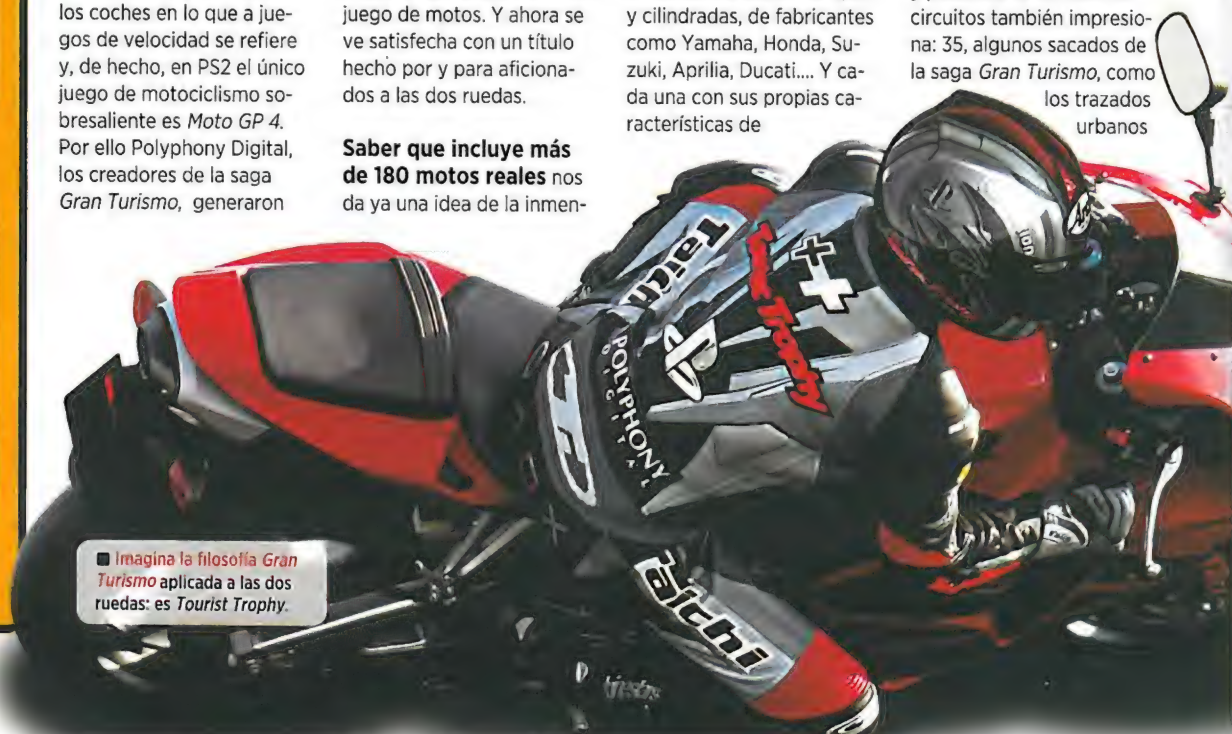 los coches en lo que a jue-
gos de velocidad se refiere
y, de hecho, en PS2 el único
juego de motociclismo so-
bresaliente es Moto GP 4.
Por ello Polyphony Digital,
los creadores de la saga
Gran Turismo, generaron
juego de motos. Y ahora se
ve satisfecha con un título
hecho por y para aficiona-
dos a las dos ruedas.
Saber que incluye más
de 180 motos reales nos
da ya una idea de la inmen-
y cilindradas, de fabricantes
como Yamaha, Honda, Su-
zuki, Aprilia, Ducati.... Y ca-
da una con sus propias ca-
racterísticas de
circuitos también impresio-
na: 35, algunos sacados de
la saga Gran Turismo, como
los trazados
urbanos
Taichi
Tourist Trophy
POLYPHONY
DIGITAL
Taichi
■ Imagina la filosofía Gran
Turismo aplicada a las dos
ruedas: es Tourist Trophy.